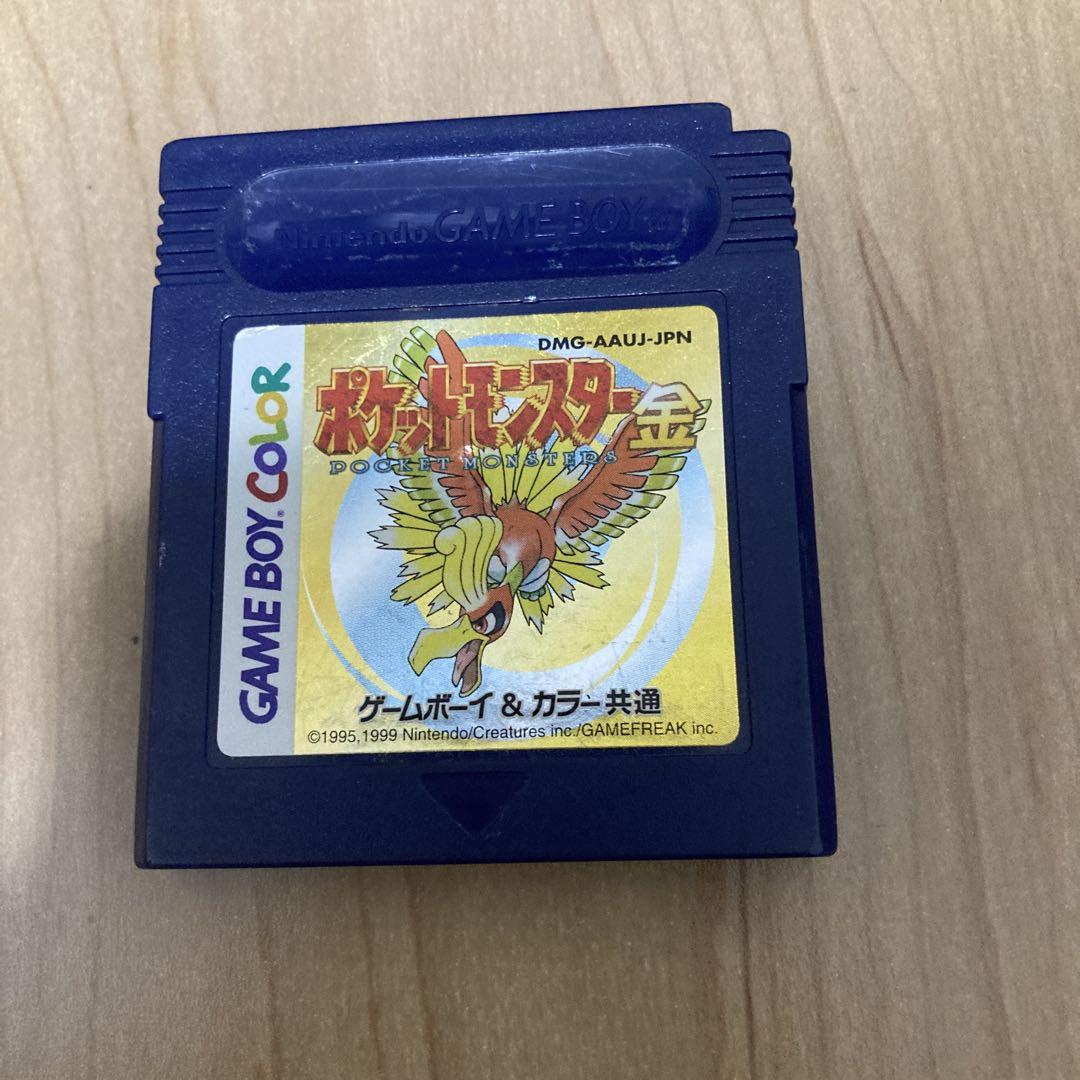 Nintendo GAME BOY TM
DMG-AAUJ-JPN
ポケットモンスター金
POCKET MONSTERS
GAME BOY® COLOR
ゲームボーイ & カラー共通
©1995,1999 Nintendo/Creatures inc./GAMEFREAK inc.